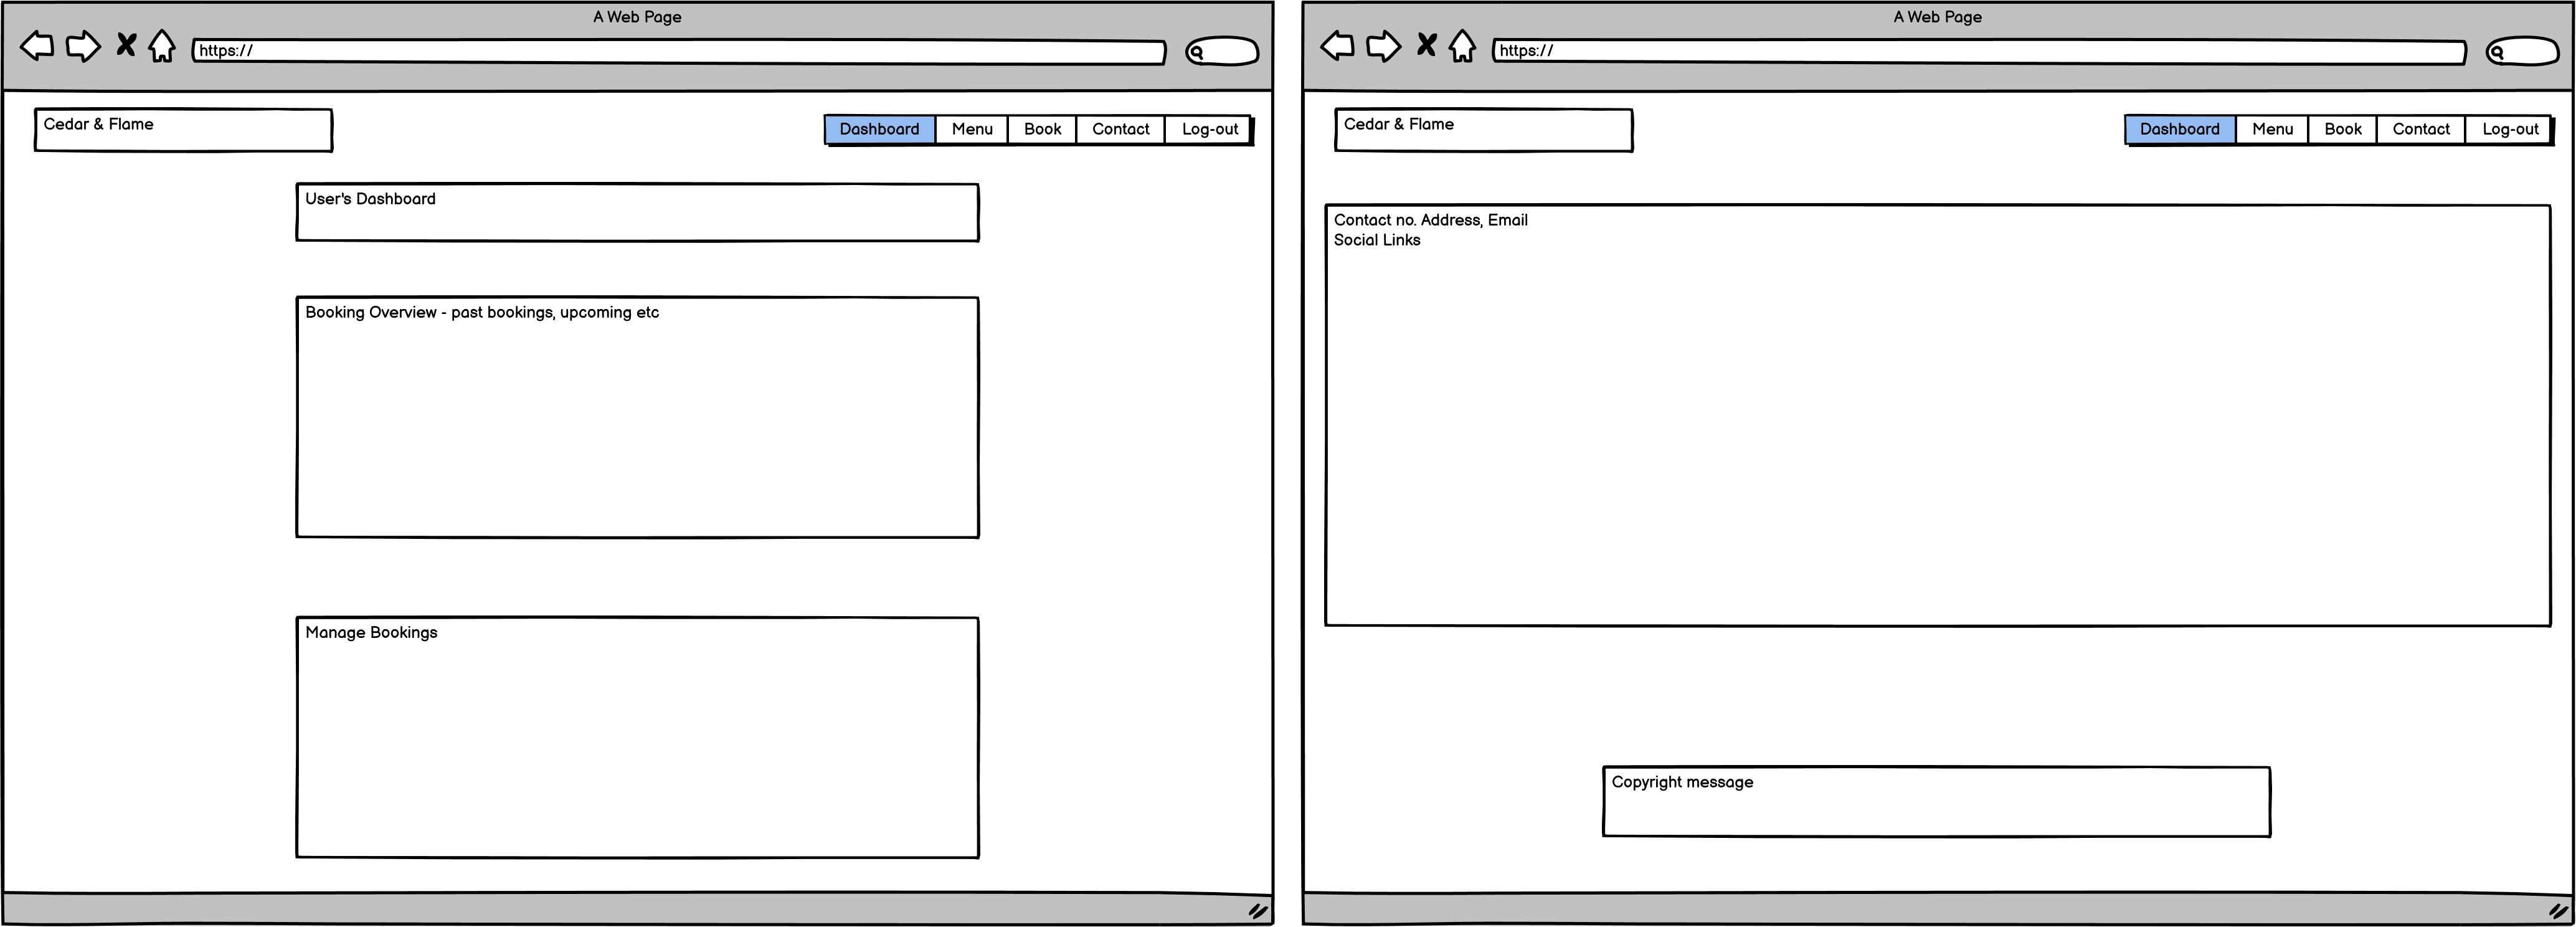 A Web Page
https://
Cedar & Flame
Dashboard Menu Book Contact Log-out
User's Dashboard
Booking Overview - past bookings, upcoming etc
Manage Bookings
A Web Page
https://
Cedar & Flame
Dashboard Menu Book Contact Log-out
Contact no. Address, Email
Social Links
Copyright message